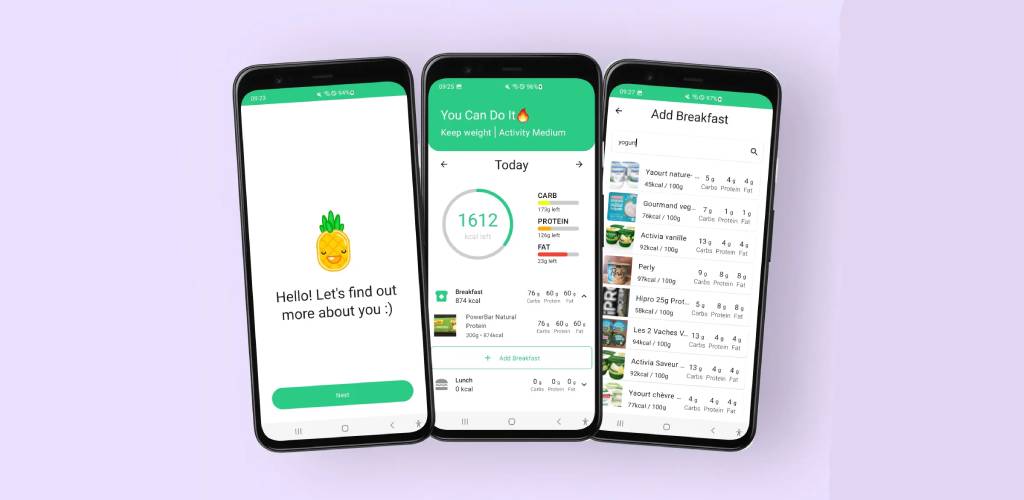 09:23
94%
Hello! Let's find out
more about you :)
Next
09:25
96%
You Can Do It🔥
Keep weight | Activity Medium
Today
1612
kcal left
CARB
173g left
PROTEIN
126g left
FAT
23g left
Breakfast
874 kcal
76 g 60 g 60 g
Carbs Protein Fat
PowerBar Natural
Protein
300g - 874kcal
76 g 60 g 60 g
Carbs Protein Fat
+ Add Breakfast
Lunch
0 kcal
0 g 0 g 0 g
Carbs Protein Fat
09:27
97%
Add Breakfast
yogurt
Yaourt nature- ...
45kcal / 100g
5 g 4 g 4 g
Carbs Protein Fat
Gourmand veg...
76kcal / 100g
7 g 1 g 1 g
Carbs Protein Fat
Activia vanille
92kcal / 100g
13 g 4 g 4 g
Carbs Protein Fat
Perly
97kcal / 100g
9 g 8 g 8 g
Carbs Protein Fat
Hipro 25g Prot...
58kcal / 100g
5 g 8 g 8 g
Carbs Protein Fat
Les 2 Vaches V...
94kcal / 100g
13 g 4 g 4 g
Carbs Protein Fat
Activia Saveur ...
92kcal / 100g
13 g 4 g 4 g
Carbs Protein Fat
Yaourt chèvre ...
77kcal / 100g
4 g 4 g 4 g
Carbs Protein Fat